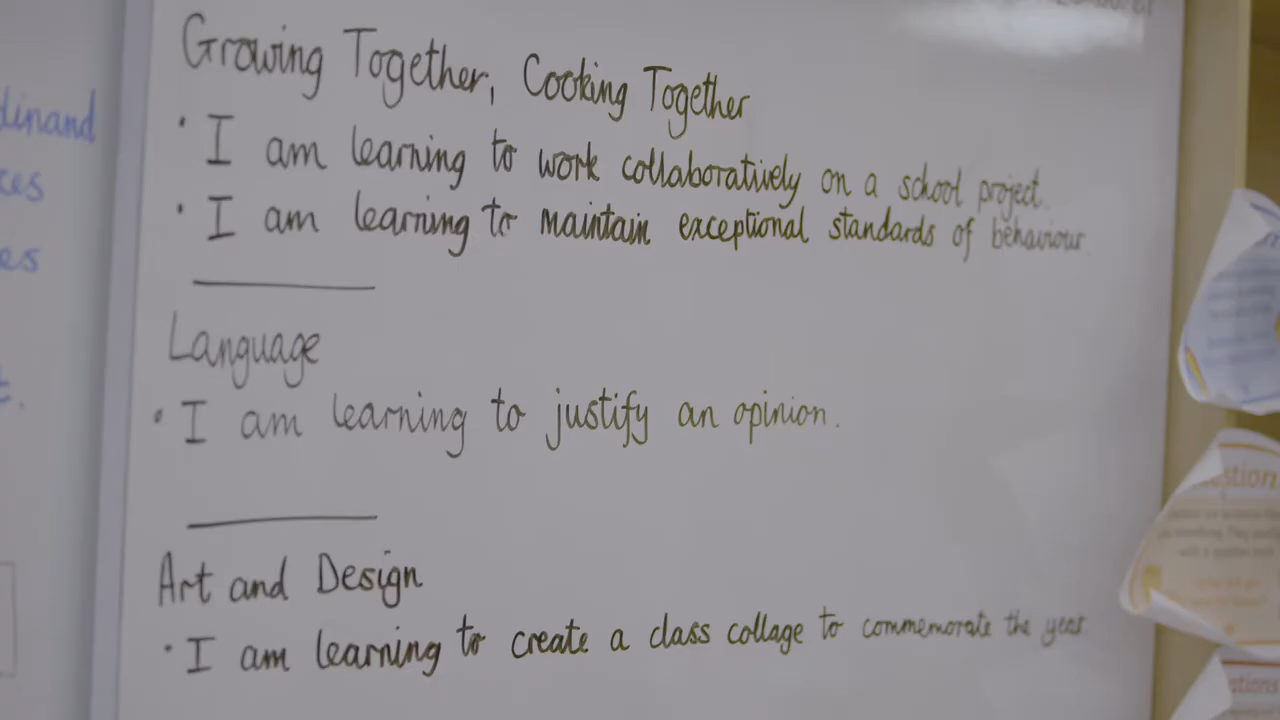 Growing Together, Cooking Together
• I am learning to work collaboratively on a school project.
• I am learning to maintain exceptional standards of behaviour
Language
• I am learning to justify an opinion.
Art and Design
• I am learning to create a class collage to commemorate the year
dinand